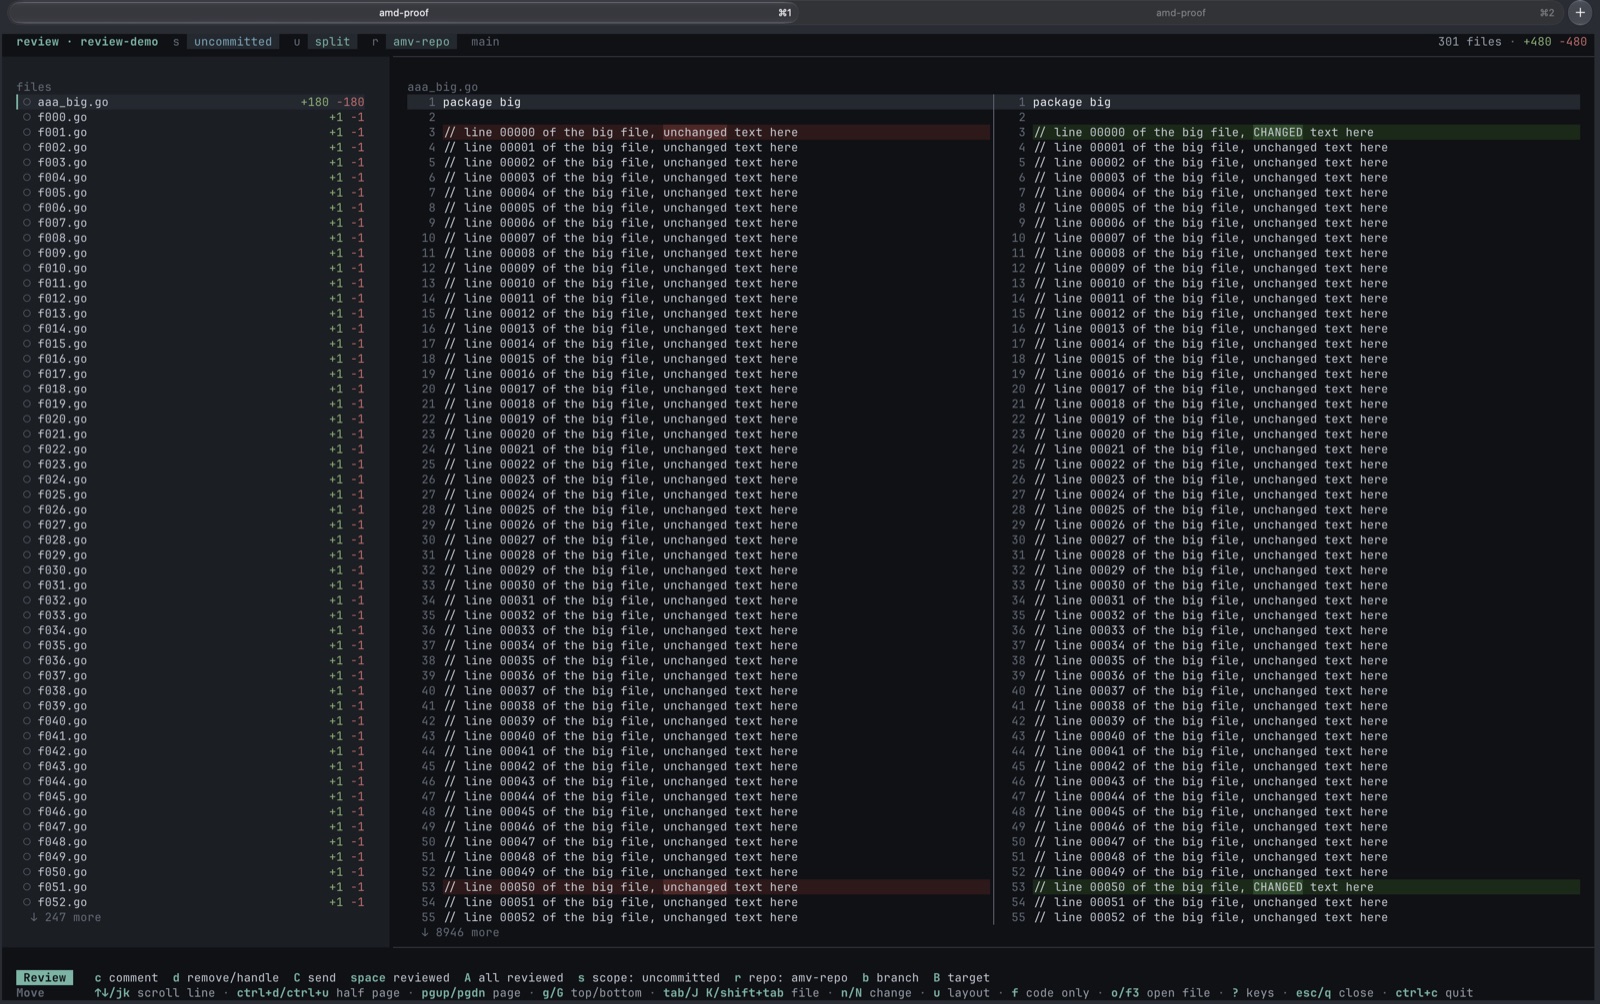 amd-proof ⌘1 amd-proof ⌘2 +
review · review-demo s uncommitted u split r amv-repo main 301 files · +480 -480
files
aaa_big.go +180 -180
f000.go +1 -1
f001.go +1 -1
f002.go +1 -1
f003.go +1 -1
f004.go +1 -1
f005.go +1 -1
f006.go +1 -1
f007.go +1 -1
f008.go +1 -1
f009.go +1 -1
f010.go +1 -1
f011.go +1 -1
f012.go +1 -1
f013.go +1 -1
f014.go +1 -1
f015.go +1 -1
f016.go +1 -1
f017.go +1 -1
f018.go +1 -1
f019.go +1 -1
f020.go +1 -1
f021.go +1 -1
f022.go +1 -1
f023.go +1 -1
f024.go +1 -1
f025.go +1 -1
f026.go +1 -1
f027.go +1 -1
f028.go +1 -1
f029.go +1 -1
f030.go +1 -1
f031.go +1 -1
f032.go +1 -1
f033.go +1 -1
f034.go +1 -1
f035.go +1 -1
f036.go +1 -1
f037.go +1 -1
f038.go +1 -1
f039.go +1 -1
f040.go +1 -1
f041.go +1 -1
f042.go +1 -1
f043.go +1 -1
f044.go +1 -1
f045.go +1 -1
f046.go +1 -1
f047.go +1 -1
f048.go +1 -1
f049.go +1 -1
f050.go +1 -1
f051.go +1 -1
f052.go +1 -1
↓ 247 more
aaa_big.go
1 package big
2
3 // line 00000 of the big file, unchanged text here
4 // line 00001 of the big file, unchanged text here
5 // line 00002 of the big file, unchanged text here
6 // line 00003 of the big file, unchanged text here
7 // line 00004 of the big file, unchanged text here
8 // line 00005 of the big file, unchanged text here
9 // line 00006 of the big file, unchanged text here
10 // line 00007 of the big file, unchanged text here
11 // line 00008 of the big file, unchanged text here
12 // line 00009 of the big file, unchanged text here
13 // line 00010 of the big file, unchanged text here
14 // line 00011 of the big file, unchanged text here
15 // line 00012 of the big file, unchanged text here
16 // line 00013 of the big file, unchanged text here
17 // line 00014 of the big file, unchanged text here
18 // line 00015 of the big file, unchanged text here
19 // line 00016 of the big file, unchanged text here
20 // line 00017 of the big file, unchanged text here
21 // line 00018 of the big file, unchanged text here
22 // line 00019 of the big file, unchanged text here
23 // line 00020 of the big file, unchanged text here
24 // line 00021 of the big file, unchanged text here
25 // line 00022 of the big file, unchanged text here
26 // line 00023 of the big file, unchanged text here
27 // line 00024 of the big file, unchanged text here
28 // line 00025 of the big file, unchanged text here
29 // line 00026 of the big file, unchanged text here
30 // line 00027 of the big file, unchanged text here
31 // line 00028 of the big file, unchanged text here
32 // line 00029 of the big file, unchanged text here
33 // line 00030 of the big file, unchanged text here
34 // line 00031 of the big file, unchanged text here
35 // line 00032 of the big file, unchanged text here
36 // line 00033 of the big file, unchanged text here
37 // line 00034 of the big file, unchanged text here
38 // line 00035 of the big file, unchanged text here
39 // line 00036 of the big file, unchanged text here
40 // line 00037 of the big file, unchanged text here
41 // line 00038 of the big file, unchanged text here
42 // line 00039 of the big file, unchanged text here
43 // line 00040 of the big file, unchanged text here
44 // line 00041 of the big file, unchanged text here
45 // line 00042 of the big file, unchanged text here
46 // line 00043 of the big file, unchanged text here
47 // line 00044 of the big file, unchanged text here
48 // line 00045 of the big file, unchanged text here
49 // line 00046 of the big file, unchanged text here
50 // line 00047 of the big file, unchanged text here
51 // line 00048 of the big file, unchanged text here
52 // line 00049 of the big file, unchanged text here
53 // line 00050 of the big file, unchanged text here
54 // line 00051 of the big file, unchanged text here
55 // line 00052 of the big file, unchanged text here
↓ 8946 more
1 package big
3 // line 00000 of the big file, CHANGED text here
4 // line 00001 of the big file, unchanged text here
5 // line 00002 of the big file, unchanged text here
6 // line 00003 of the big file, unchanged text here
7 // line 00004 of the big file, unchanged text here
8 // line 00005 of the big file, unchanged text here
9 // line 00006 of the big file, unchanged text here
10 // line 00007 of the big file, unchanged text here
11 // line 00008 of the big file, unchanged text here
12 // line 00009 of the big file, unchanged text here
13 // line 00010 of the big file, unchanged text here
14 // line 00011 of the big file, unchanged text here
15 // line 00012 of the big file, unchanged text here
16 // line 00013 of the big file, unchanged text here
17 // line 00014 of the big file, unchanged text here
18 // line 00015 of the big file, unchanged text here
19 // line 00016 of the big file, unchanged text here
20 // line 00017 of the big file, unchanged text here
21 // line 00018 of the big file, unchanged text here
22 // line 00019 of the big file, unchanged text here
23 // line 00020 of the big file, unchanged text here
24 // line 00021 of the big file, unchanged text here
25 // line 00022 of the big file, unchanged text here
26 // line 00023 of the big file, unchanged text here
27 // line 00024 of the big file, unchanged text here
28 // line 00025 of the big file, unchanged text here
29 // line 00026 of the big file, unchanged text here
30 // line 00027 of the big file, unchanged text here
31 // line 00028 of the big file, unchanged text here
32 // line 00029 of the big file, unchanged text here
33 // line 00030 of the big file, unchanged text here
34 // line 00031 of the big file, unchanged text here
35 // line 00032 of the big file, unchanged text here
36 // line 00033 of the big file, unchanged text here
37 // line 00034 of the big file, unchanged text here
38 // line 00035 of the big file, unchanged text here
39 // line 00036 of the big file, unchanged text here
40 // line 00037 of the big file, unchanged text here
41 // line 00038 of the big file, unchanged text here
42 // line 00039 of the big file, unchanged text here
43 // line 00040 of the big file, unchanged text here
44 // line 00041 of the big file, unchanged text here
45 // line 00042 of the big file, unchanged text here
46 // line 00043 of the big file, unchanged text here
47 // line 00044 of the big file, unchanged text here
48 // line 00045 of the big file, unchanged text here
49 // line 00046 of the big file, unchanged text here
50 // line 00047 of the big file, unchanged text here
51 // line 00048 of the big file, unchanged text here
52 // line 00049 of the big file, unchanged text here
53 // line 00050 of the big file, CHANGED text here
54 // line 00051 of the big file, unchanged text here
55 // line 00052 of the big file, unchanged text here
Review c comment d remove/handle C send space reviewed A all reviewed s scope: uncommitted r repo: amv-repo b branch B target
Move ↑↓/jk scroll line · ctrl+d/ctrl+u half page · pgup/pgdn page · g/G top/bottom · tab/J K/shift+tab file · n/N change · u layout · f code only · o/f3 open file · ? keys · esc/q close · ctrl+c quit